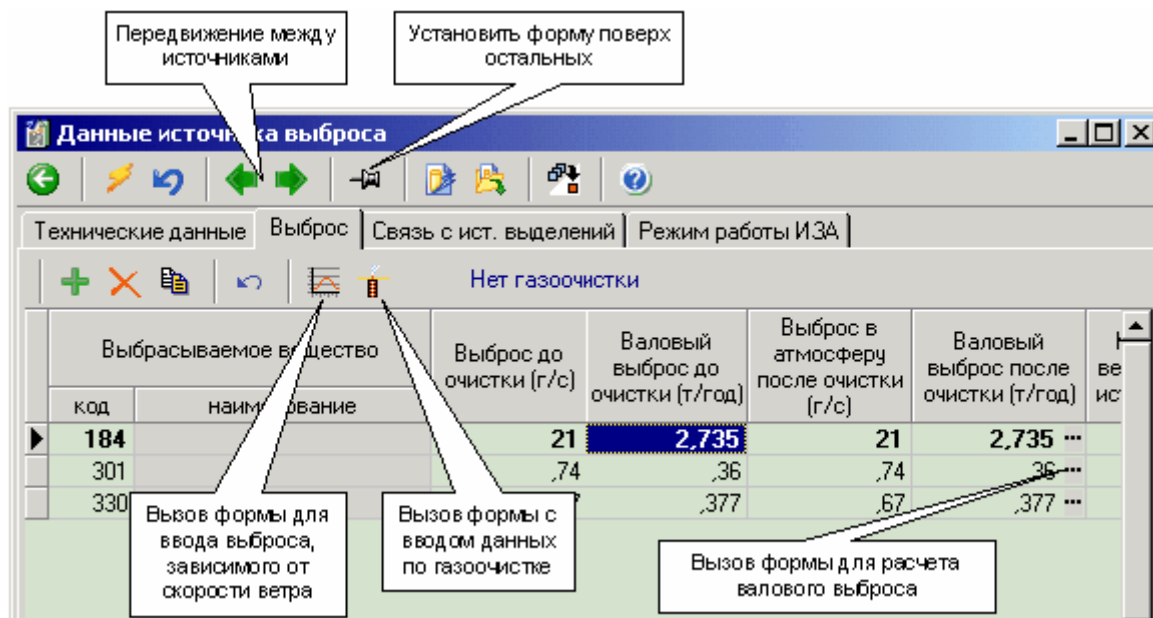 Передвижение между
источниками
Установить форму поверх
остальных
Данные источника выброса
Технические данные
Выброс
Связь с ист. выделений
Режим работы ИЗА
Нет газоочистки
Выбрасываемое вещество
код
наименование
Выброс до
очистки (г/с)
Валовый
выброс до
очистки (т/год)
Выброс в
атмосферу
после очистки
(г/с)
Валовый
выброс после
очистки (т/год)
184 21 2,735 21 2,735 ...
301 ,74 ,36 ,74 ,36 ...
330 ,377 ,67 ,377 ...
Вызов формы для
ввода выброса,
зависимого от
скорости ветра
Вызов формы с
вводом данных
по газоочистке
Вызов формы для расчета
валового выброса